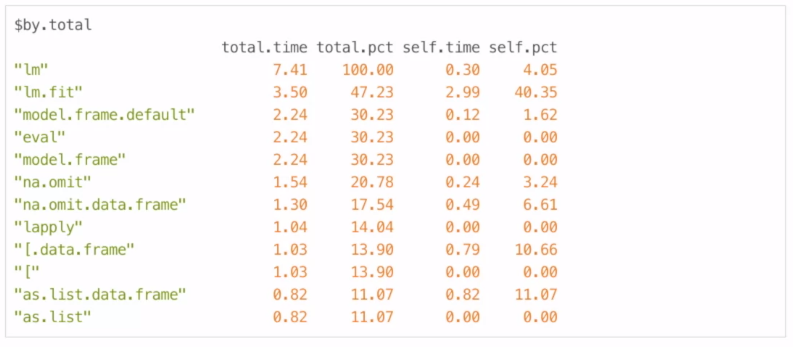 $by.total
                        total.time total.pct self.time self.pct
"lm"                          7.41    100.00      0.30     4.05
"lm.fit"                      3.50     47.23      2.99    40.35
"model.frame.default"         2.24     30.23      0.12     1.62
"eval"                        2.24     30.23      0.00     0.00
"model.frame"                 2.24     30.23      0.00     0.00
"na.omit"                     1.54     20.78      0.24     3.24
"na.omit.data.frame"          1.30     17.54      0.49     6.61
"lapply"                      1.04     14.04      0.00     0.00
"[.data.frame"                1.03     13.90      0.79    10.66
"["                           1.03     13.90      0.00     0.00
"as.list.data.frame"          0.82     11.07      0.82    11.07
"as.list"                     0.82     11.07      0.00     0.00